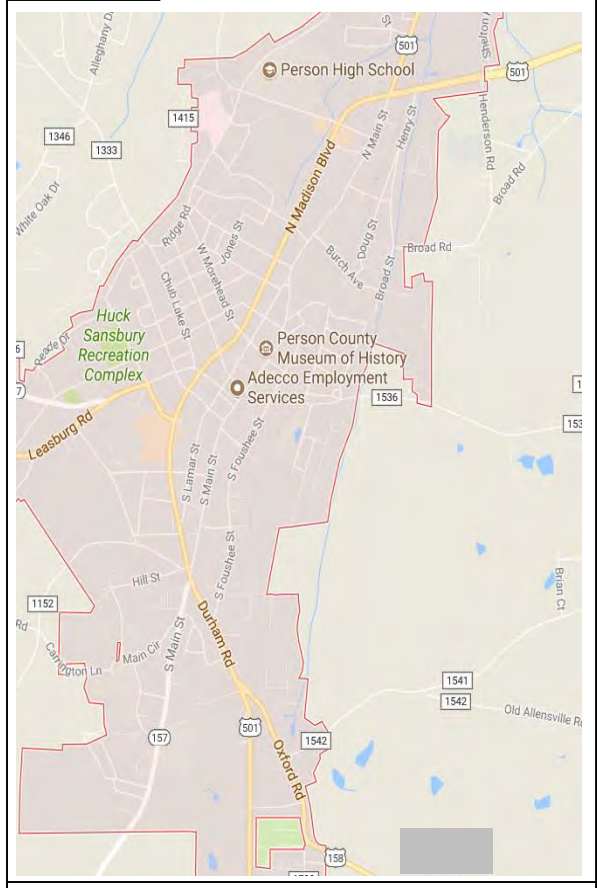 Alleghany Dr
501
Shelton
Person High School
501
1415
1346
1333
N Main St
Henry St
Henderson Rd
Broad Rd
White Oak Dr
N Madison Blvd
Ridge Rd
Jones St
W Morehead St
Doug St
Broad St
Broad Rd
Burch Ave
Chub Lake St
Huck
Sansbury
Recreation
Complex
Reade Dr
Person County
Museum of History
Adecco Employment
Services
1536
Leasburg Rd
S Lamar St
S Main St
S Foushee St
S Foushee St
Hill St
1152
Brian Ct
Rd
Carrington Ln
Main Cir
S Main St
Durham Rd
1541
1542
Old Allensville
157
501
1542
Oxford Rd
158